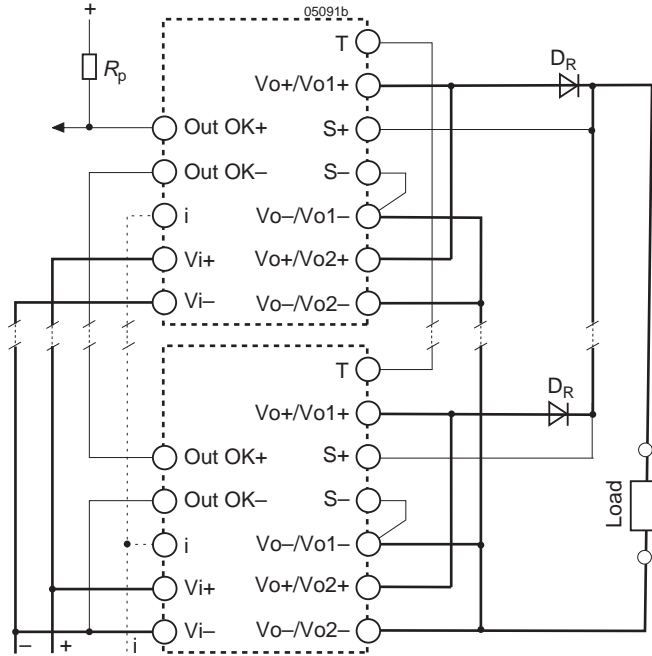 05091b
+
Rp
T
Vo+/Vo1+
DR
Out OK+
S+
Out OK–
S–
i
Vo–/Vo1–
Vi+
Vo+/Vo2+
Vi–
Vo–/Vo2–
T
Vo+/Vo1+
DR
Out OK+
S+
Out OK–
S–
Load
i
Vo–/Vo1–
Vi+
Vo+/Vo2+
Vi–
Vo–/Vo2–
– + i